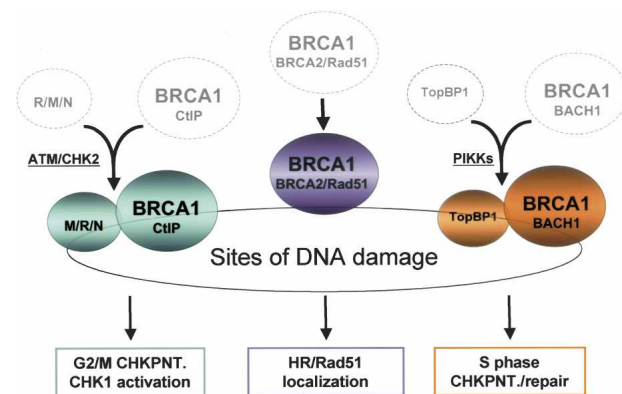 R/M/N
BRCA1
CtIP
BRCA1
BRCA2/Rad51
TopBP1
BRCA1
BACH1
ATM/CHK2
PIKKs
M/R/N
BRCA1
CtIP
BRCA1
BRCA2/Rad51
TopBP1
BRCA1
BACH1
Sites of DNA damage
G2/M CHKPNT.
CHK1 activation
HR/Rad51
localization
S phase
CHKPNT./repair